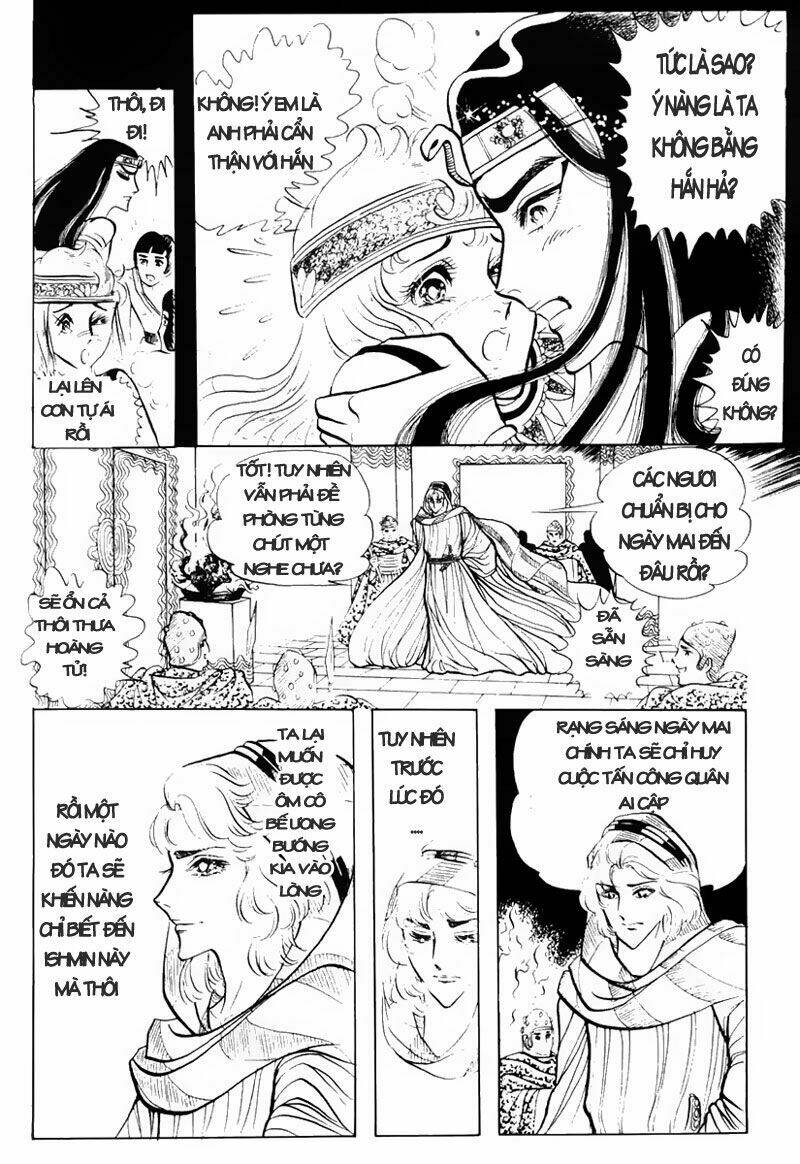 TỨC LÀ SAO?
Ý NÀNG LÀ TA
KHÔNG BẰNG
HẮN HẢ?
KHÔNG! Ý EM LÀ
ANH PHẢI CẨN
THẬN VỚI HẮN
CÓ
ĐÚNG
KHÔNG?
THÔI, ĐI
ĐI!
LẠI LÊN
CƠN TỰ ÁI
RỒI
CÁC NGƯƠI
CHUẨN BỊ CHO
NGÀY MAI ĐẾN
ĐÂU RỒI?
ĐÃ
SẴN
SÀNG
TỐT! TUY NHIÊN
VẪN PHẢI ĐỀ
PHÒNG TỪNG
CHÚT MỘT
NGHE CHƯA?
SẼ ỔN CẢ
THÔI THƯA
HOÀNG
TỬ!
RẠNG SÁNG NGÀY MAI
CHÍNH TA SẼ CHỈ HUY
CUỘC TẤN CÔNG QUÂN
AI CẬP
TUY NHIÊN
TRƯỚC
LÚC ĐÓ
.....
TA LẠI
MUỐN
ĐƯỢC
ÔM CÔ
BÉ ƯƠNG
BƯỚNG
KIA VÀO
LÒNG
RỒI MỘT
NGÀY NÀO
ĐÓ TA SẼ
KHIẾN NÀNG
CHỈ BIẾT ĐẾN
ISHMIN NÀY
MÀ THÔI